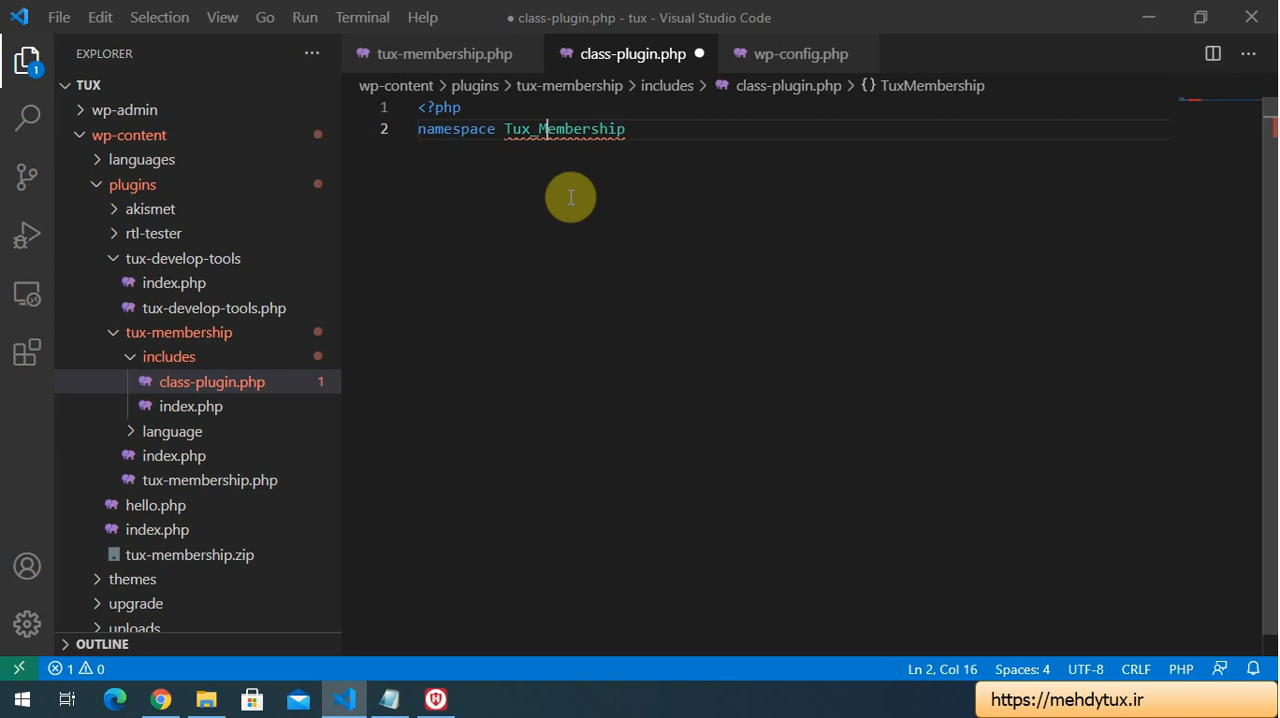 File Edit Selection View Go Run Terminal Help
● class-plugin.php - tux - Visual Studio Code
EXPLORER
tux-membership.php
class-plugin.php
wp-config.php
1
TUX
wp-content > plugins > tux-membership > includes > class-plugin.php > {} TuxMembership
wp-admin
1 <?php
wp-content
2 namespace Tux_Membership
languages
plugins
akismet
rtl-tester
tux-develop-tools
index.php
tux-develop-tools.php
tux-membership
includes
class-plugin.php 1
index.php
language
index.php
tux-membership.php
hello.php
index.php
tux-membership.zip
themes
upgrade
uploads
OUTLINE
1 0
Ln 2, Col 16 Spaces: 4 UTF-8 CRLF PHP
https://mehdytux.ir